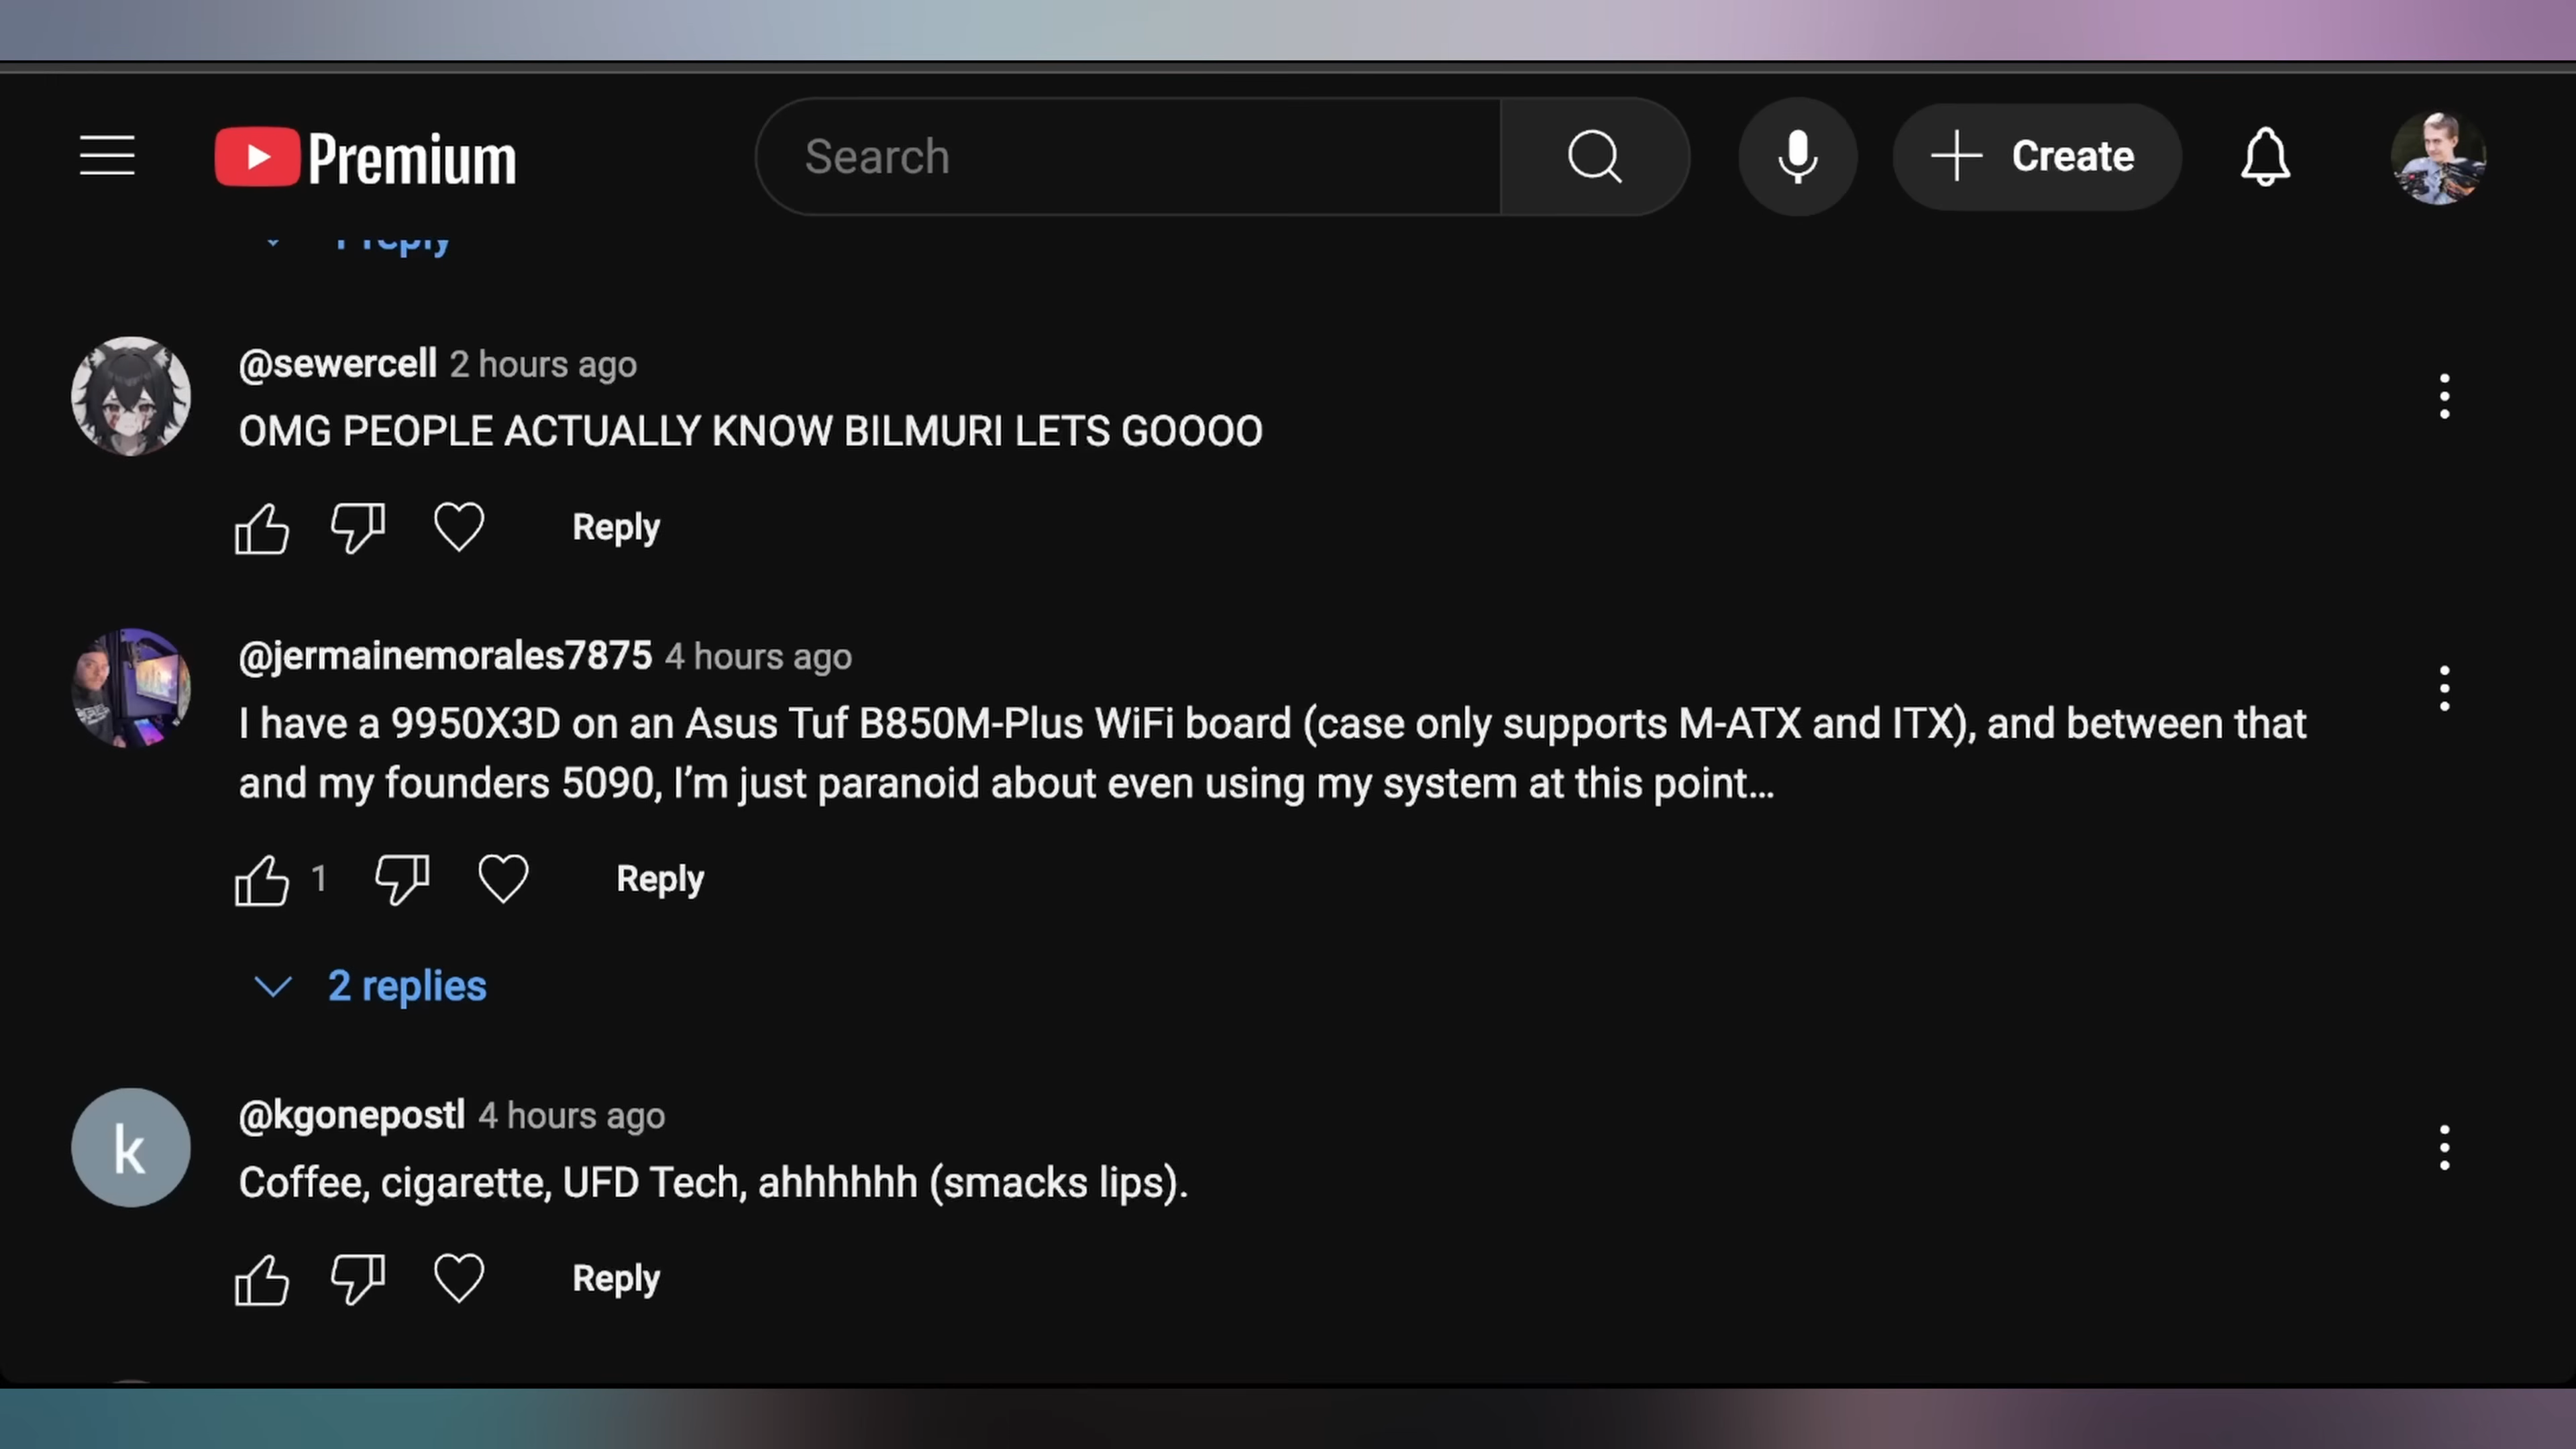 Premium
Search
Create
1 reply
@sewercell 2 hours ago
OMG PEOPLE ACTUALLY KNOW BILMURI LETS GOOOO
Reply
@jermainemorales7875 4 hours ago
I have a 9950X3D on an Asus Tuf B850M-Plus WiFi board (case only supports M-ATX and ITX), and between that
and my founders 5090, I’m just paranoid about even using my system at this point...
1 Reply
2 replies
k
@kgonepostl 4 hours ago
Coffee, cigarette, UFD Tech, ahhhhhh (smacks lips).
Reply